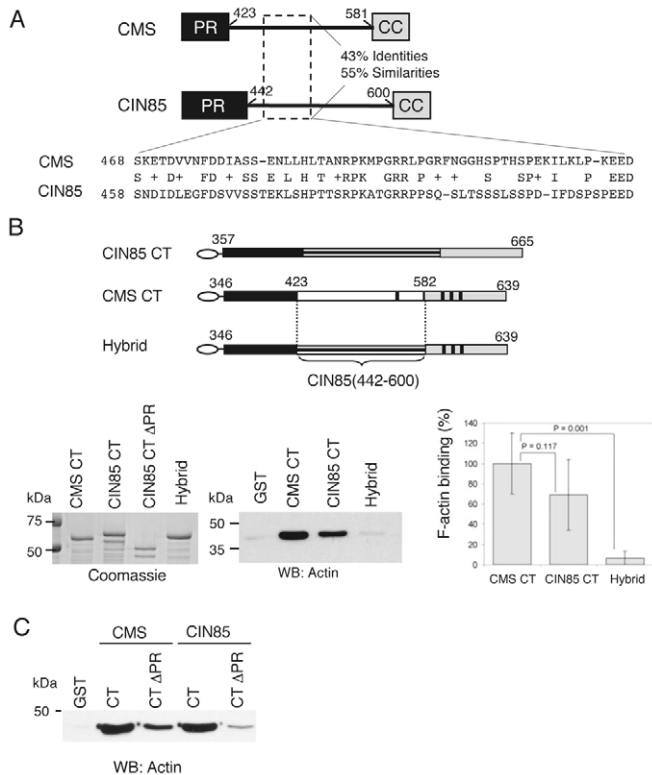 A
CMS PR 423 581 CC
43% Identities
55% Similarities
CIN85 PR 442 600 CC
CMS 468 SKETDVVNFDDIASS-ENLLHLTANRPKMPGRRLPGRFNGGHSPTHSPEKILKLP-KEED
S + D+ FD +SS E L H T +RPK GRR P + + S SP+ I P EED
CIN85 458 SNDIDLEGFDSVVSSTEKLSHPTTSRPKATGRRPPSQ-SLTSSSLSSPD-IFDSPSPEED
B
CIN85 CT 357 665
CMS CT 346 423 582 639
Hybrid 346 639
CIN85(442-600)
kDa
75
50
CMS CT
CIN85 CT
CIN85 CT ΔPR
Hybrid
Coomassie
kDa
50
35
GST
CMS CT
CIN85 CT
Hybrid
WB: Actin
F-actin binding (%)
140
120
100
80
60
40
20
0
P = 0.001
P = 0.117
CMS CT CIN85 CT Hybrid
C
CMS CIN85
kDa
50
GST
CT
CT ΔPR
CT
CT ΔPR
WB: Actin